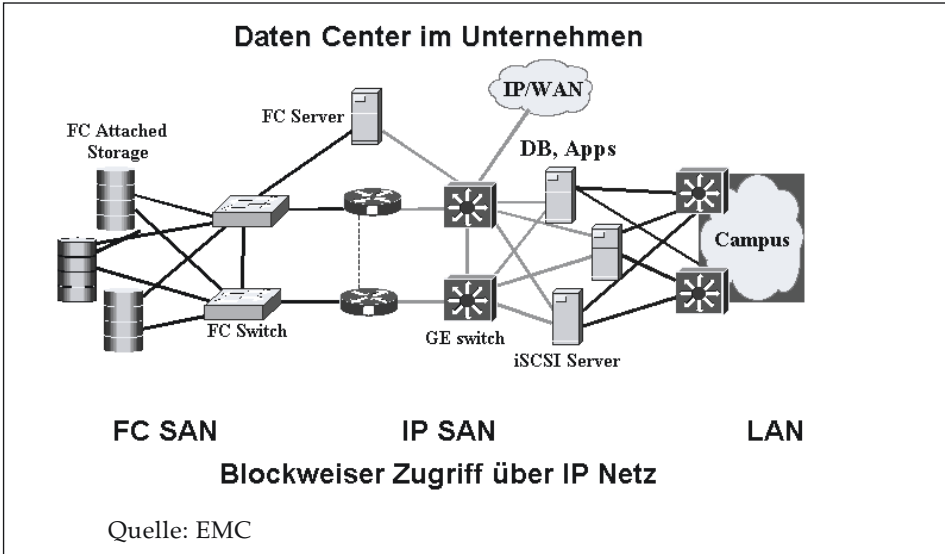 Daten Center im Unternehmen
IP/WAN
FC Server
FC Attached
Storage
DB, Apps
Campus
FC Switch
GE switch
iSCSI Server
FC SAN
IP SAN
LAN
Blockweiser Zugriff über IP Netz
Quelle: EMC